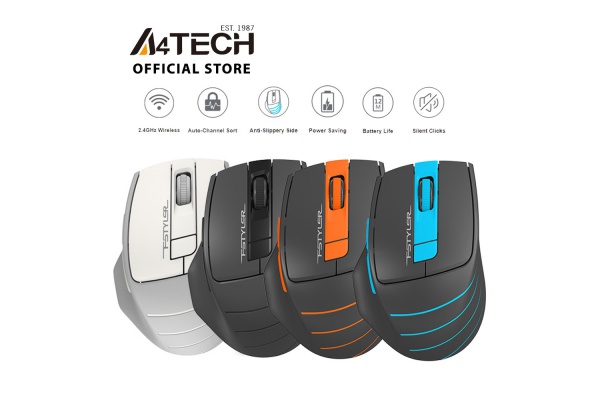 EST. 1987
A4TECH
OFFICIAL STORE
12
M
2.4GHz Wireless
Auto-Channel Sort
Anti-Slippery Side
Power Saving
Battery Life
Silent Clicks
FSTYLER
FSTYLER
FSTYLER
FSTYLER